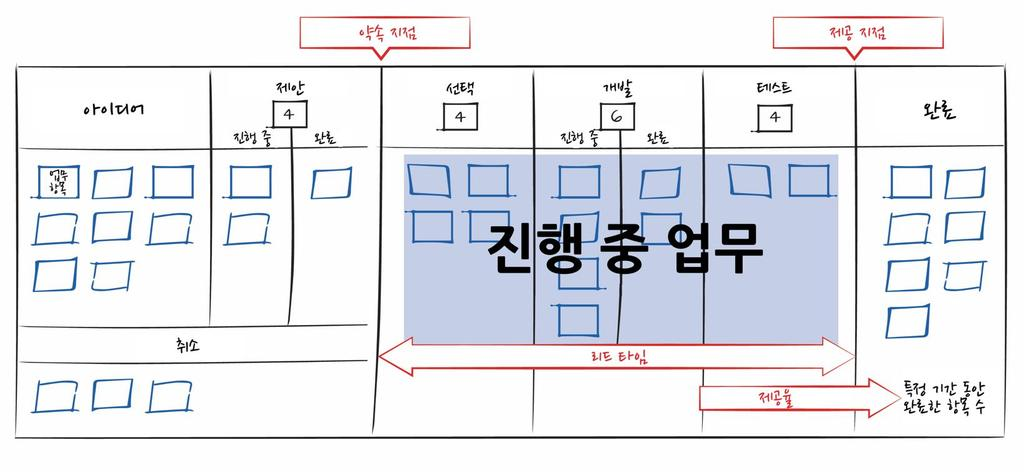 약속 지점
제공 지점
아이디어
제안
4
진행 중
완료
선택
4
개발
6
진행 중
완료
테스트
4
완료
업무
항목
진행 중 업무
취소
리드 타임
제공율
특정 기간 동안
완료한 항목 수